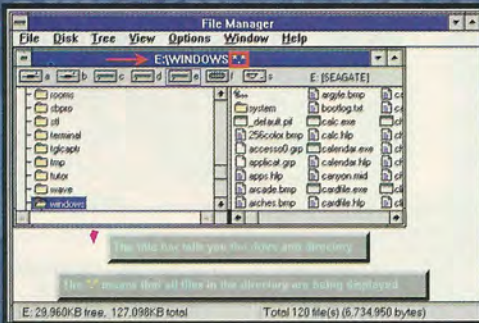 File Manager
File Disk Tree View Options Window Help
E:\WINDOWS\*.*
a b c d e f s E: [SEAGATE]
rooms
sbpro
stl
terminal
tglcaptr
tmp
tutor
wave
windows
system
_default.pif
256color.bmp
accesso0.grp
applicat.grp
apps.hlp
arcade.bmp
arches.bmp
argyle.bmp
bootlog.txt
calc.exe
calc.hlp
calendar.exe
calendar.hlp
canyon.mid
cardfile.exe
cardfile.hlp
The title bar tells you the drive and directory.
The "*.*" means that all files in the directory are being displayed.
E: 29,960KB free, 127,098KB total Total 120 file(s) (6,734,950 bytes)